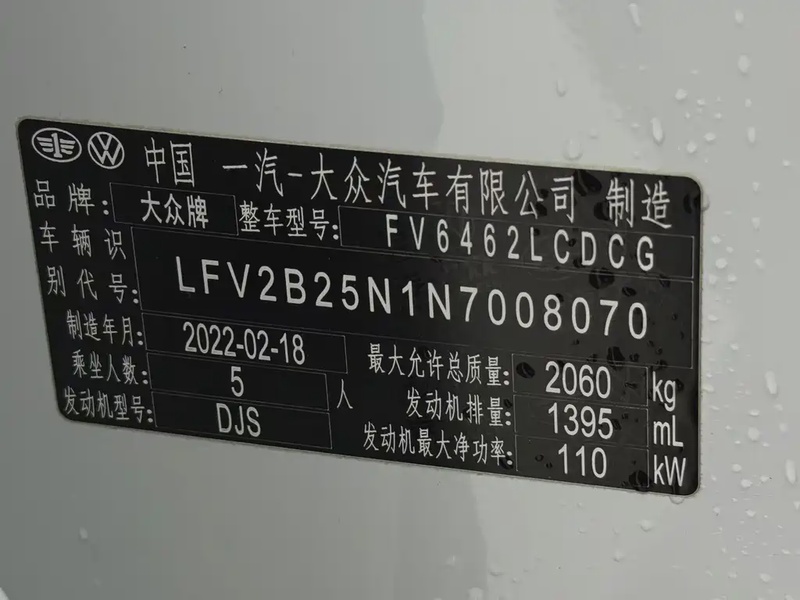 中国 一汽-大众汽车有限公司 制造
品牌: 大众牌 整车型号: FV6462LCDCG
车辆识别代号: LFV2B25N1N7008070
制造年月: 2022-02-18 最大允许总质量: 2060 kg
乘坐人数: 5 人 发动机排量: 1395 mL
发动机型号: DJS 发动机最大净功率: 110 kW